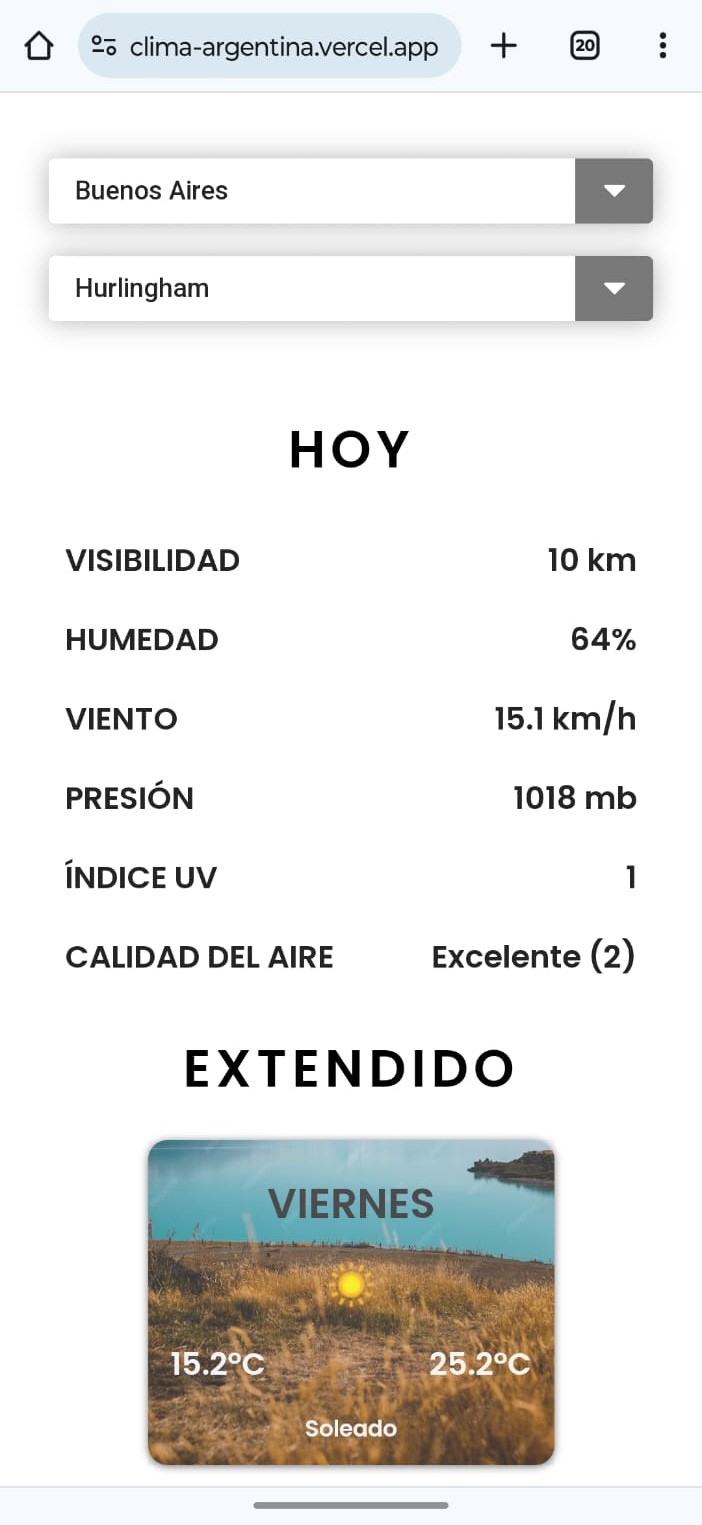 clima-argentina.vercel.app
20
Buenos Aires
Hurlingham
HOY
VISIBILIDAD 10 km
HUMEDAD 64%
VIENTO 15.1 km/h
PRESIÓN 1018 mb
ÍNDICE UV 1
CALIDAD DEL AIRE Excelente (2)
EXTENDIDO
VIERNES
15.2°C 25.2°C
Soleado